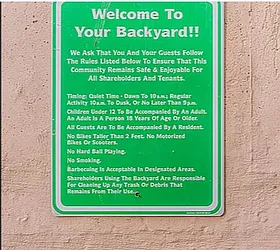 Welcome To
Your Backyard!!
We Ask That You And Your Guests Follow
The Rules Listed Below To Ensure That This
Community Remains Safe & Enjoyable For
All Shareholders And Tenants.
Timing: Quiet Time - Dawn To 10 a.m.; Regular
Activity 10 a.m. To Dusk, Or No Later Than 9 p.m.
Children Under 12 To Be Accompanied By An Adult.
An Adult Is A Person 18 Years Of Age Or Older.
All Guests Are To Be Accompanied By A Resident.
No Bikes Taller Than 2 Feet. No Motorized
Bikes Or Scooters.
No Hard Ball Playing.
No Smoking.
Barbecuing Is Acceptable In Designated Areas.
Shareholders Using The Backyard Are Responsible
For Cleaning Up Any Trash Or Debris That
Remains From Their Use.